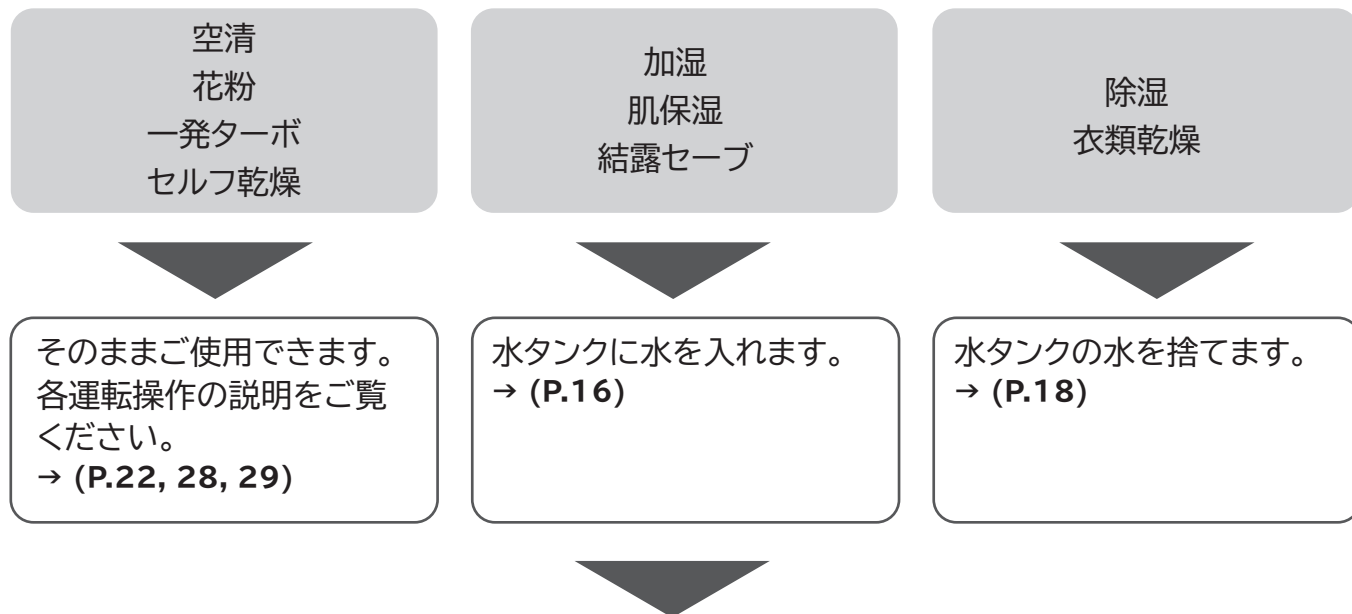 空清
花粉
一発ターボ
セルフ乾燥
加湿
肌保湿
結露セーブ
除湿
衣類乾燥
そのままご使用できます。
各運転操作の説明をご覧
ください。
→ (P.22, 28, 29)
水タンクに水を入れます。
→ (P.16)
水タンクの水を捨てます。
→ (P.18)